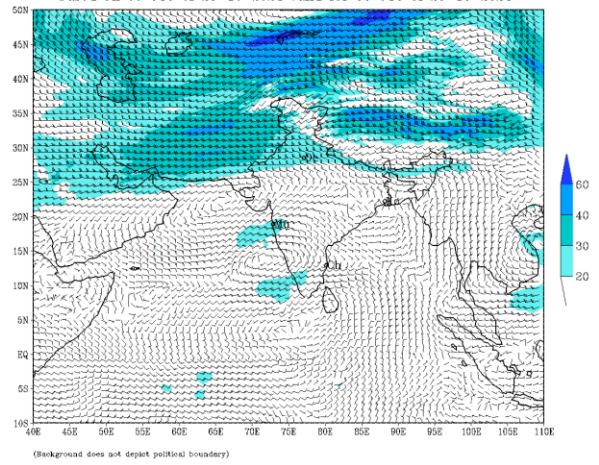 50N
45N
40N
35N
30N
25N
20N
15N
10N
5N
EQ
5S
10S
40E 45E 50E 55E 60E 65E 70E 75E 80E 85E 90E 95E 100E 105E 110E
60
40
30
20
(Background does not depict political boundary)